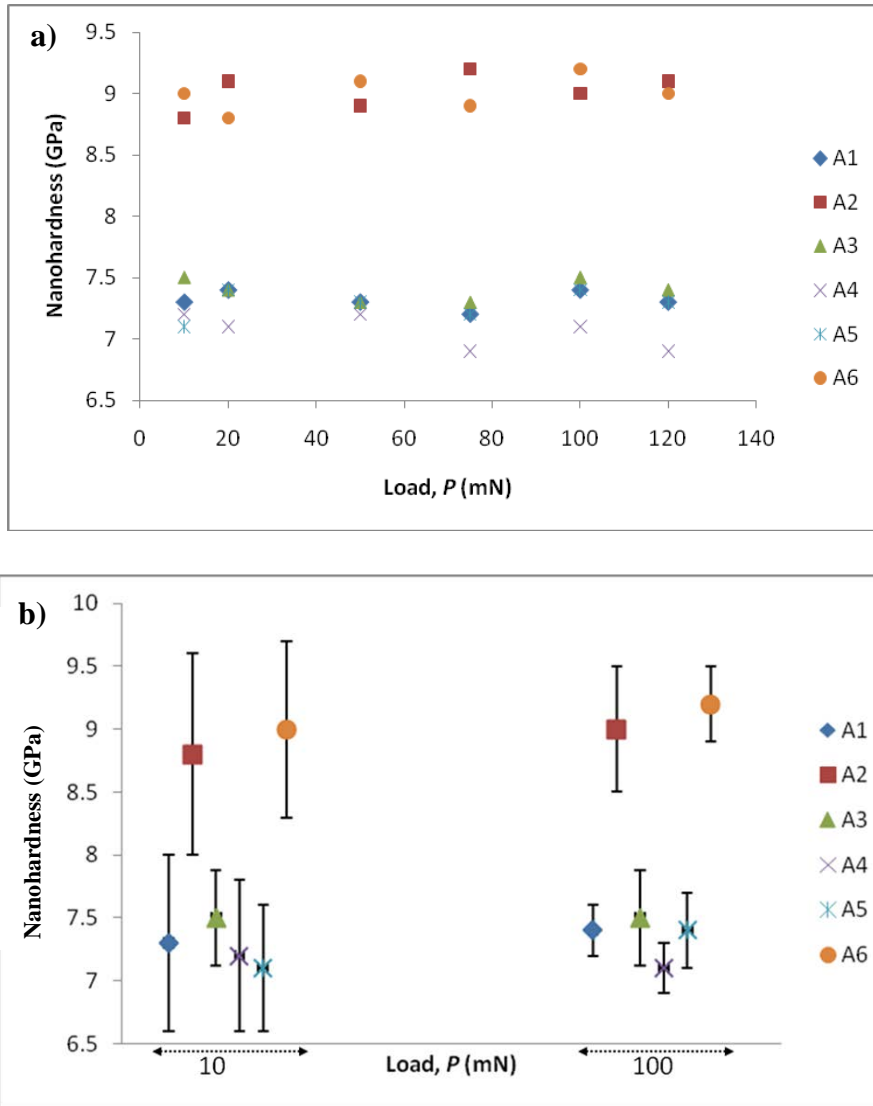 a)
9.5
9
8.5
8
7.5
7
6.5
Nanohardness (GPa)
0 20 40 60 80 100 120 140
Load, P (mN)
A1
A2
A3
A4
A5
A6
b)
10
9.5
9
8.5
8
7.5
7
6.5
Nanohardness (GPa)
10 Load, P (mN) 100
A1
A2
A3
A4
A5
A6